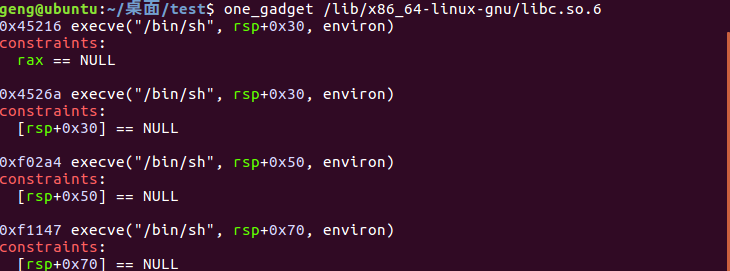 geng@ubuntu:~/桌面/test$ one_gadget /lib/x86_64-linux-gnu/libc.so.6
0x45216 execve("/bin/sh", rsp+0x30, environ)
constraints:
  rax == NULL

0x4526a execve("/bin/sh", rsp+0x30, environ)
constraints:
  [rsp+0x30] == NULL

0xf02a4 execve("/bin/sh", rsp+0x50, environ)
constraints:
  [rsp+0x50] == NULL

0xf1147 execve("/bin/sh", rsp+0x70, environ)
constraints:
  [rsp+0x70] == NULL